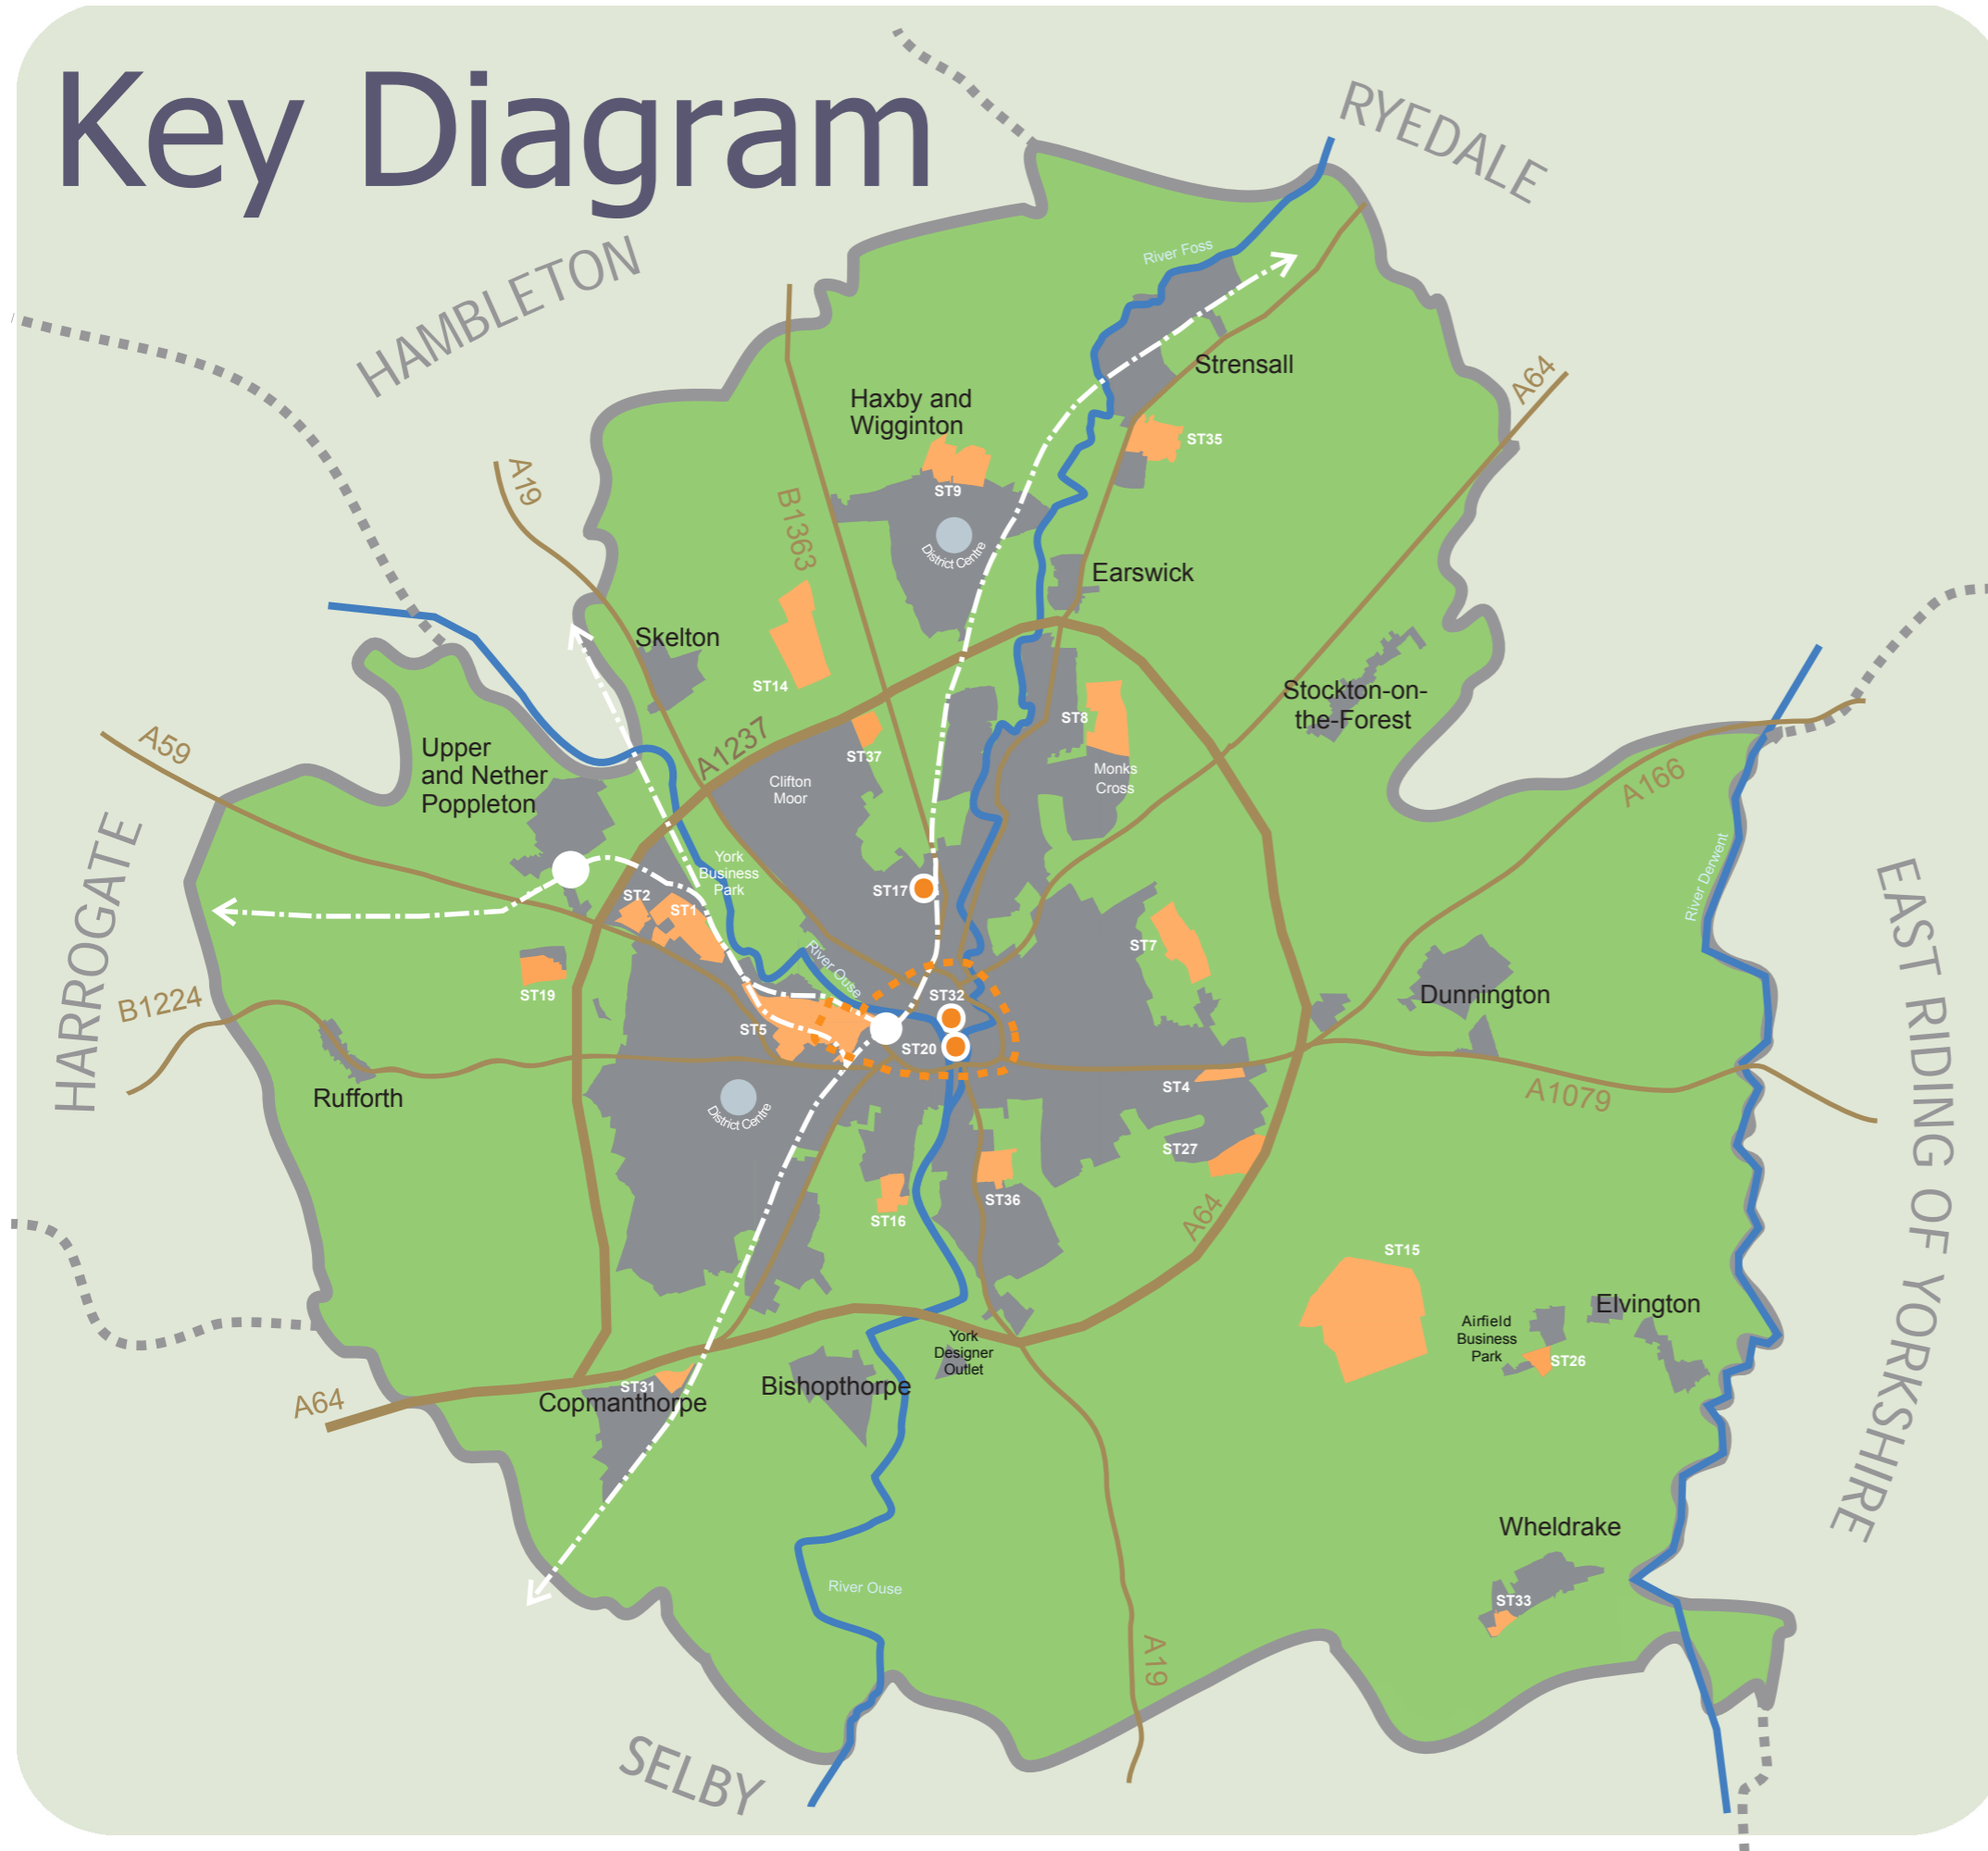 Key Diagram
RYEDALE
HAMBLETON
River Foss
Strensall
A64
Haxby and
Wigginton
ST35
A19
ST9
B1363
District Centre
Earswick
Skelton
ST14
Stockton-on-
the-Forest
ST8
A59
Upper
and Nether
Poppleton
A1237
ST37
Clifton
Moor
Monks
Cross
A166
River Derwent
HARROGATE
EAST RIDING OF YORKSHIRE
York
Business
Park
ST17
ST2
ST1
ST7
River Ouse
ST19
B1224
ST32
Dunnington
ST5
ST20
ST4
A1079
Rufforth
District Centre
ST27
ST36
ST16
A64
ST15
Elvington
Airfield
Business
Park
ST26
York
Designer
Outlet
ST31
Copmanthorpe
Bishopthorpe
A64
Wheldrake
ST33
River Ouse
A19
SELBY